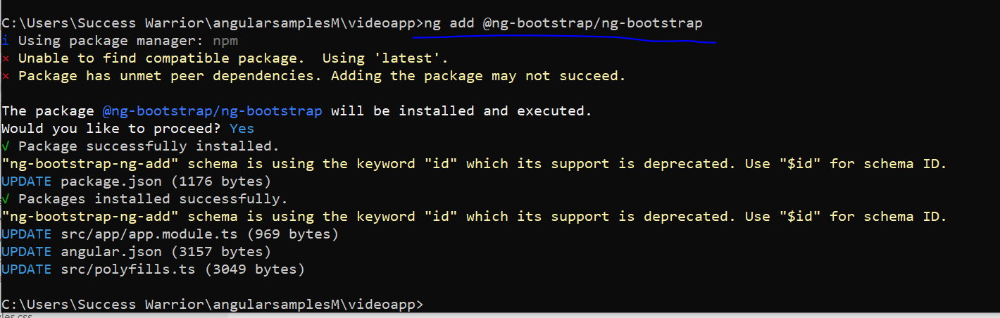 C:\Users\Success Warrior\angularsamplesM\videoapp>ng add @ng-bootstrap/ng-bootstrap
i Using package manager: npm
× Unable to find compatible package.  Using 'latest'.
× Package has unmet peer dependencies. Adding the package may not succeed.
The package @ng-bootstrap/ng-bootstrap will be installed and executed.
Would you like to proceed? Yes
√ Package successfully installed.
"ng-bootstrap-ng-add" schema is using the keyword "id" which its support is deprecated. Use "$id" for schema ID.
UPDATE package.json (1176 bytes)
√ Packages installed successfully.
"ng-bootstrap-ng-add" schema is using the keyword "id" which its support is deprecated. Use "$id" for schema ID.
UPDATE src/app/app.module.ts (969 bytes)
UPDATE angular.json (3157 bytes)
UPDATE src/polyfills.ts (3049 bytes)
C:\Users\Success Warrior\angularsamplesM\videoapp>